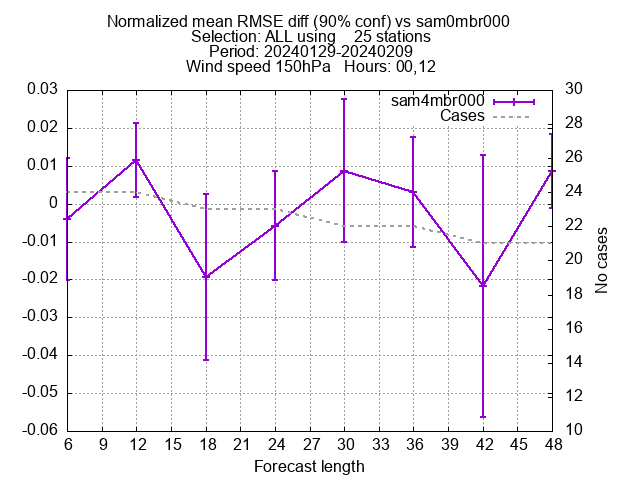 Normalized mean RMSE diff (90% conf) vs sam0mbr000
Selection: ALL using    25 stations
Period: 20240129-20240209
Wind speed 150hPa   Hours: 00,12
sam4mbr000
Cases
0.03
0.02
0.01
0
-0.01
-0.02
-0.03
-0.04
-0.05
-0.06
30
28
26
24
22
20
18
16
14
12
10
No cases
6 9 12 15 18 21 24 27 30 33 36 39 42 45 48
Forecast length